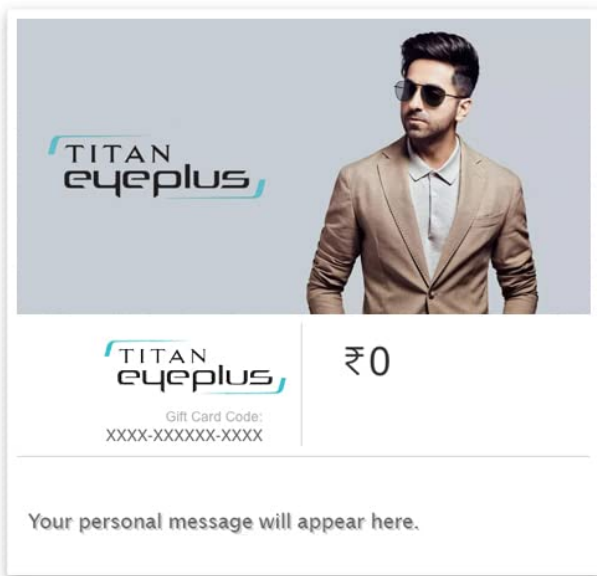 TITAN
eyeplus
TITAN
eyeplus
₹0
Gift Card Code:
XXXX-XXXXXX-XXXX
Your personal message will appear here.